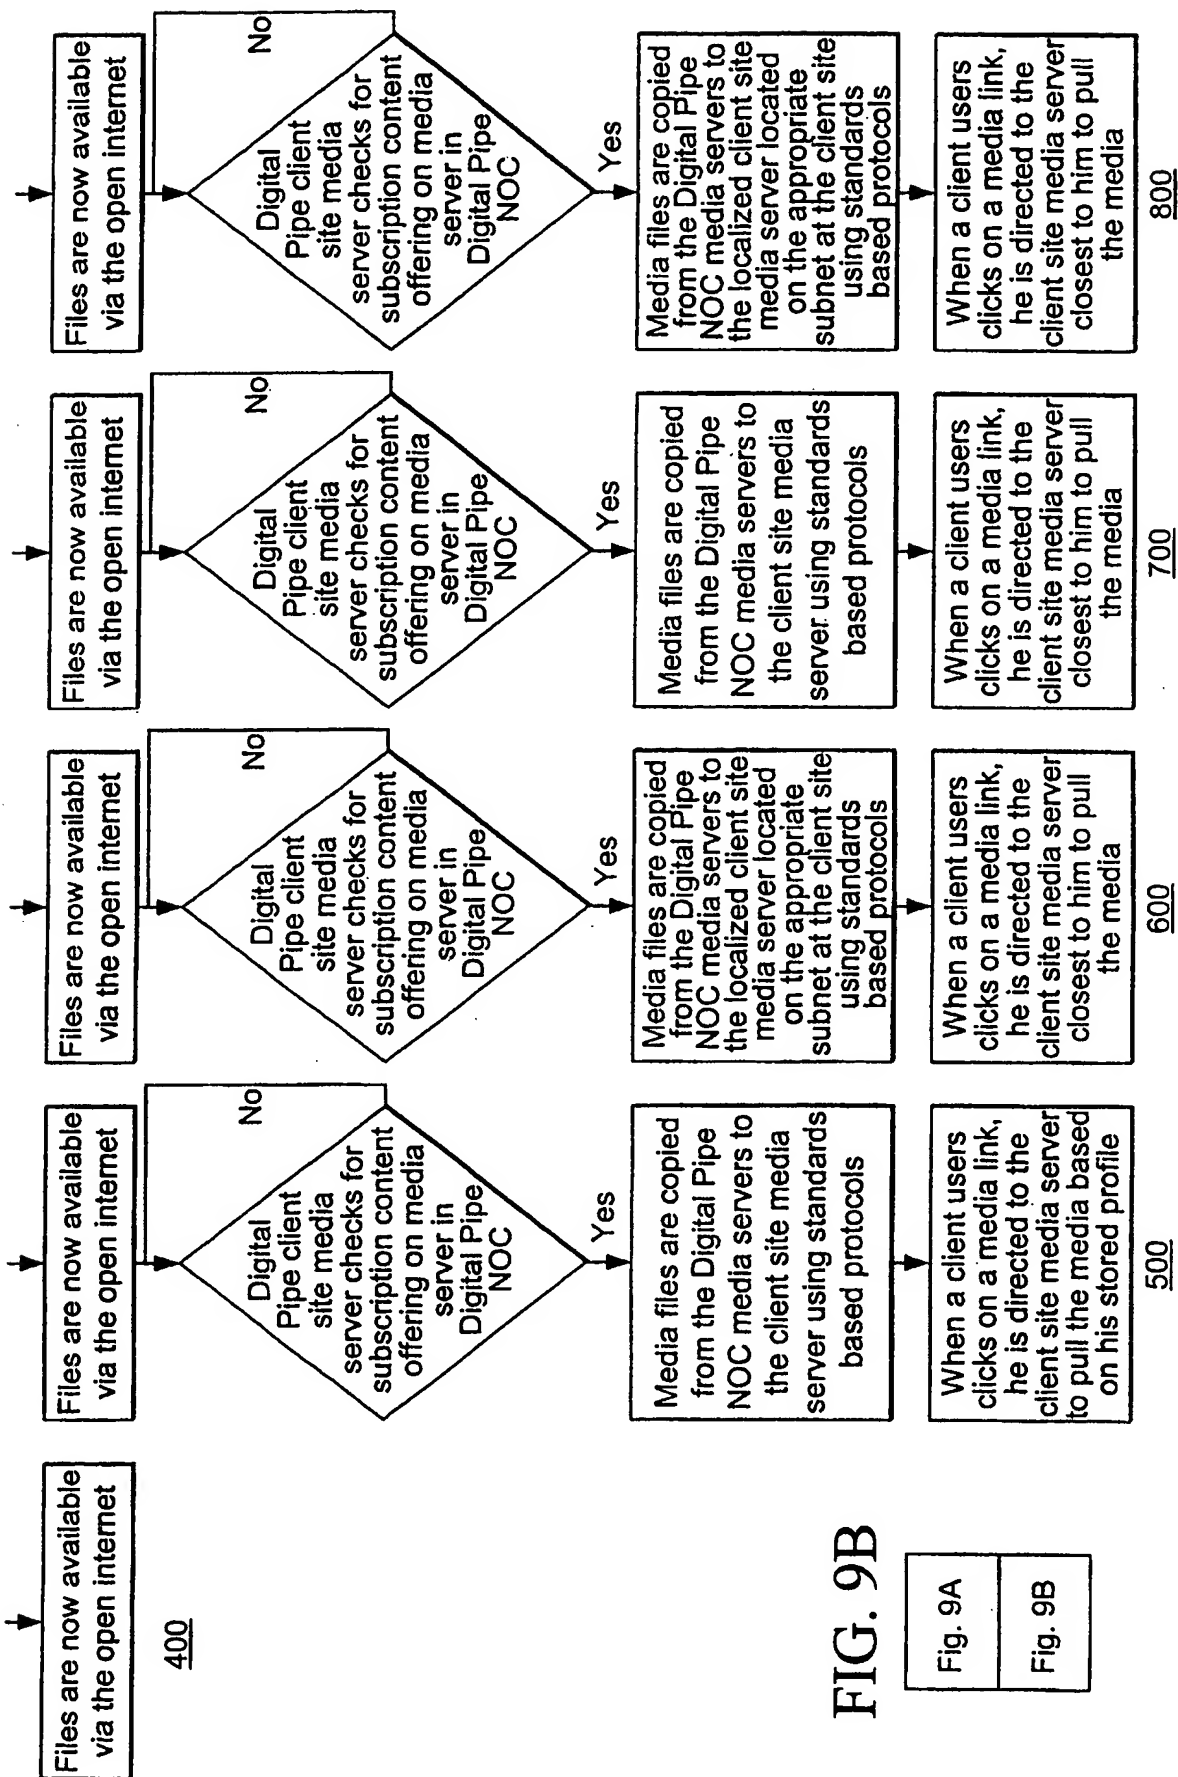 Files are now available
via the open internet
400
Files are now available
via the open internet
No
Digital
Pipe client
site media
server checks for
subscription content
offering on media
server in
Digital Pipe
NOC
Yes
Media files are copied
from the Digital Pipe
NOC media servers to
the client site media
server using standards
based protocols
When a client users
clicks on a media link,
he is directed to the
client site media server
to pull the media based
on his stored profile
500
Files are now available
via the open internet
No
Digital
Pipe client
site media
server checks for
subscription content
offering on media
server in
Digital Pipe
NOC
Yes
Media files are copied
from the Digital Pipe
NOC media servers to
the localized client site
media server located
on the appropriate
subnet at the client site
using standards
based protocols
When a client users
clicks on a media link,
he is directed to the
client site media server
closest to him to pull
the media
600
Files are now available
via the open internet
No
Digital
Pipe client
site media
server checks for
subscription content
offering on media
server in
Digital Pipe
NOC
Yes
Media files are copied
from the Digital Pipe
NOC media servers to
the client site media
server using standards
based protocols
When a client users
clicks on a media link,
he is directed to the
client site media server
closest to him to pull
the media
700
Files are now available
via the open internet
No
Digital
Pipe client
site media
server checks for
subscription content
offering on media
server in
Digital Pipe
NOC
Yes
Media files are copied
from the Digital Pipe
NOC media servers to
the localized client site
media server located
on the appropriate
subnet at the client site
using standards
based protocols
When a client users
clicks on a media link,
he is directed to the
client site media server
closest to him to pull
the media
800
FIG. 9B
Fig. 9A
Fig. 9B